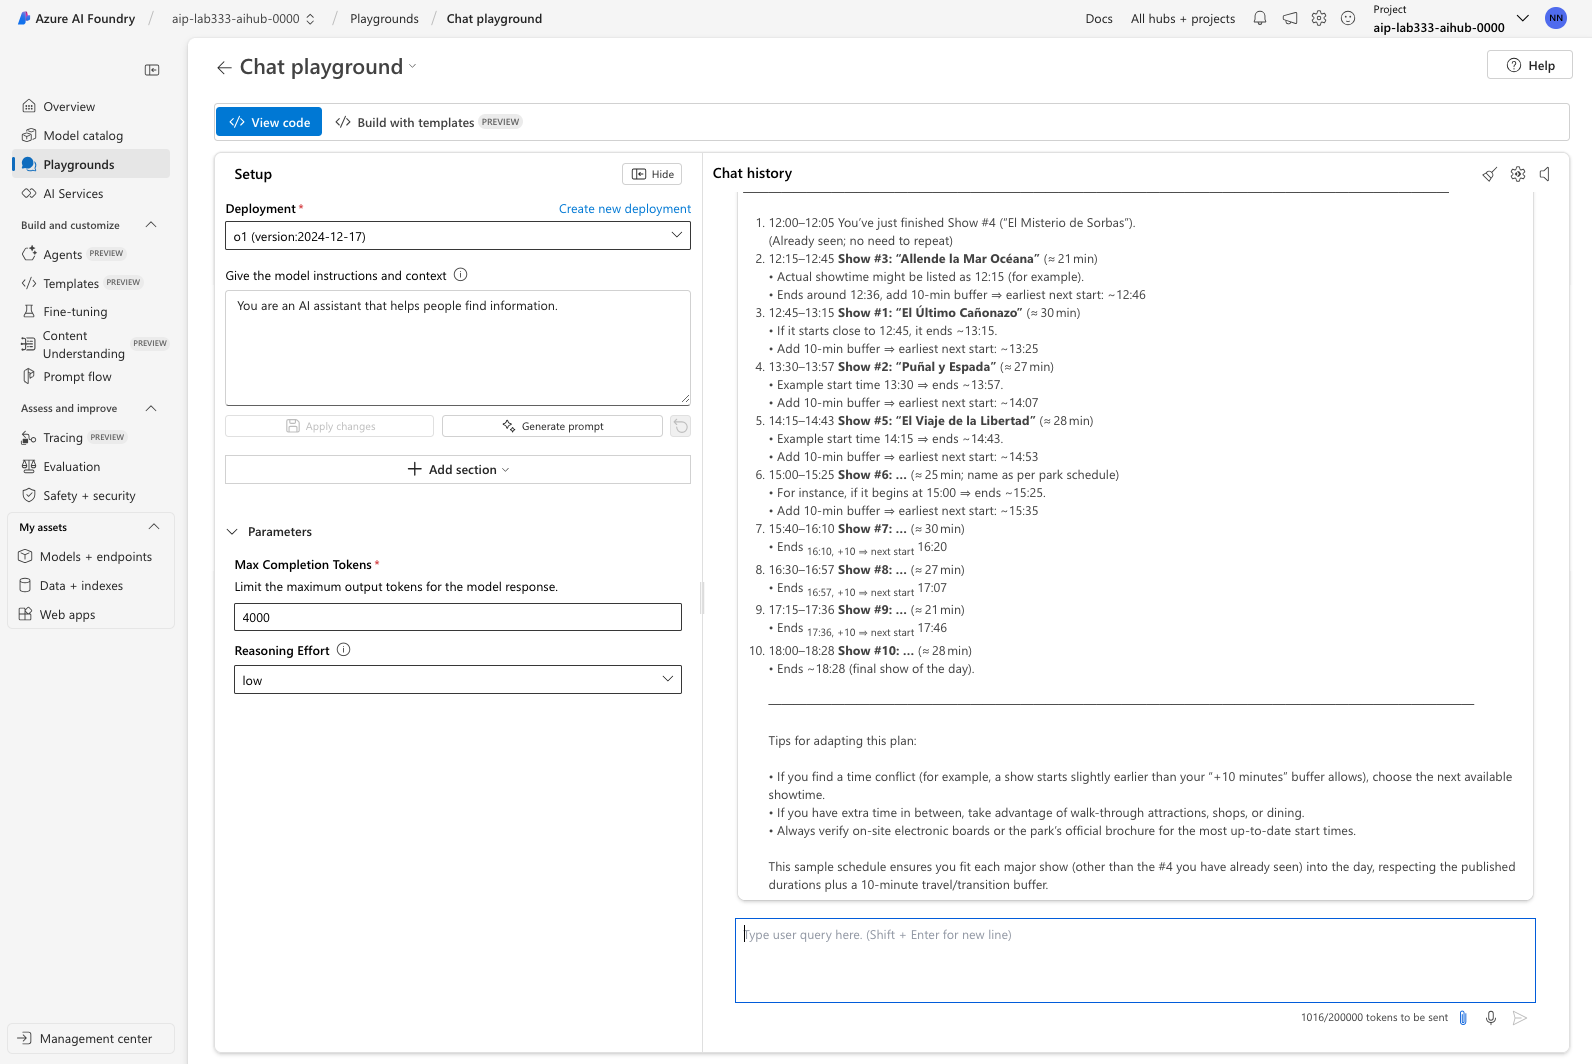 Azure AI Foundry / aip-lab333-aihub-0000 / Playgrounds / Chat playground
Docs All hubs + projects
Project
aip-lab333-aihub-0000
NN
Overview
Model catalog
Playgrounds
AI Services
Build and customize
Agents PREVIEW
Templates PREVIEW
Fine-tuning
Content
Understanding PREVIEW
Prompt flow
Assess and improve
Tracing PREVIEW
Evaluation
Safety + security
My assets
Models + endpoints
Data + indexes
Web apps
Management center
Chat playground
Help
View code
Build with templates PREVIEW
Setup
Hide
Deployment *
Create new deployment
o1 (version:2024-12-17)
Give the model instructions and context
You are an AI assistant that helps people find information.
Apply changes
Generate prompt
Add section
Parameters
Max Completion Tokens *
Limit the maximum output tokens for the model response.
4000
Reasoning Effort
low
Chat history
1. 12:00–12:05 You’ve just finished Show #4 (“El Misterio de Sorbas”).
(Already seen; no need to repeat)
2. 12:15–12:45 Show #3: “Allende la Mar Océana” (≈ 21 min)
• Actual showtime might be listed as 12:15 (for example).
• Ends around 12:36, add 10-min buffer ⇒ earliest next start: ~12:46
3. 12:45–13:15 Show #1: “El Último Cañonazo” (≈ 30 min)
• If it starts close to 12:45, it ends ~13:15.
• Add 10-min buffer ⇒ earliest next start: ~13:25
4. 13:30–13:57 Show #2: “Puñal y Espada” (≈ 27 min)
• Example start time 13:30 ⇒ ends ~13:57.
• Add 10-min buffer ⇒ earliest next start: ~14:07
5. 14:15–14:43 Show #5: “El Viaje de la Libertad” (≈ 28 min)
• Example start time 14:15 ⇒ ends ~14:43.
• Add 10-min buffer ⇒ earliest next start: ~14:53
6. 15:00–15:25 Show #6: … (≈ 25 min; name as per park schedule)
• For instance, if it begins at 15:00 ⇒ ends ~15:25.
• Add 10-min buffer ⇒ earliest next start: ~15:35
7. 15:40–16:10 Show #7: … (≈ 30 min)
• Ends 16:10, +10 ⇒ next start 16:20
8. 16:30–16:57 Show #8: … (≈ 27 min)
• Ends 16:57, +10 ⇒ next start 17:07
9. 17:15–17:36 Show #9: … (≈ 21 min)
• Ends 17:36, +10 ⇒ next start 17:46
10. 18:00–18:28 Show #10: … (≈ 28 min)
• Ends ~18:28 (final show of the day).
Tips for adapting this plan:
• If you find a time conflict (for example, a show starts slightly earlier than your “+10 minutes” buffer allows), choose the next available
showtime.
• If you have extra time in between, take advantage of walk-through attractions, shops, or dining.
• Always verify on-site electronic boards or the park’s official brochure for the most up-to-date start times.
This sample schedule ensures you fit each major show (other than the #4 you have already seen) into the day, respecting the published
durations plus a 10-minute travel/transition buffer.
Type user query here. (Shift + Enter for new line)
1016/200000 tokens to be sent